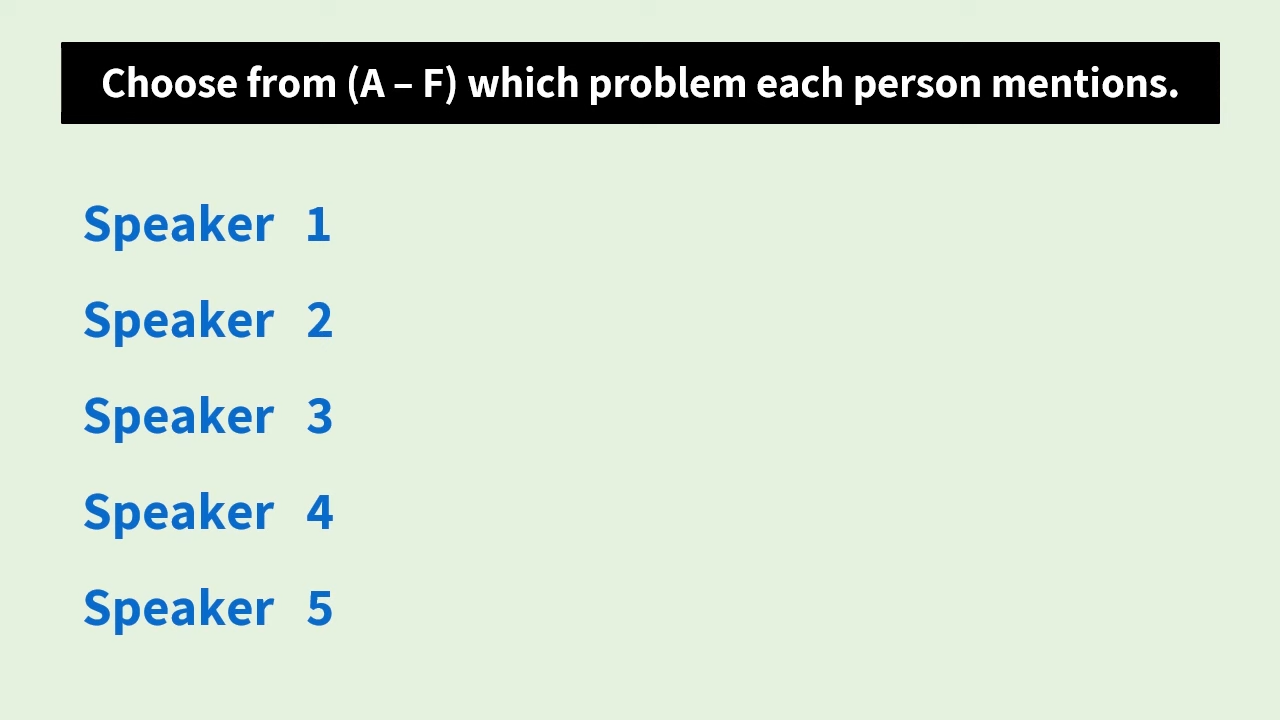 Choose from (A – F) which problem each person mentions.
Speaker 1
Speaker 2
Speaker 3
Speaker 4
Speaker 5